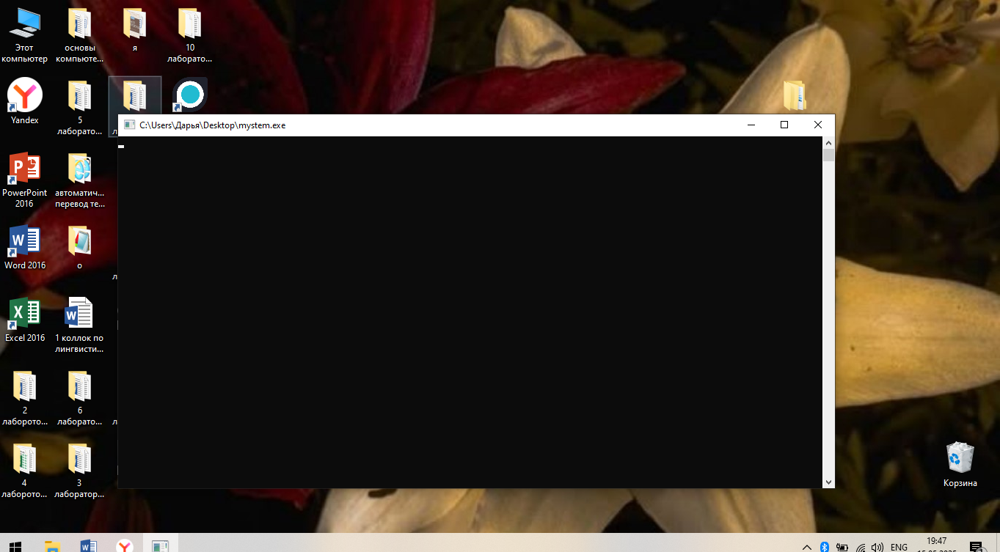 Этот
компьютер
основы
компьюте...
я
10
лаборато...
Yandex
5
лаборато...
C:\Users\Дарья\Desktop\mystem.exe
PowerPoint
2016
автоматич...
перевод те...
Word 2016
о
Excel 2016
1 коллок по
лингвисти...
2
лаборото...
6
лаборато...
4
лаборото...
3
лаборатор...
Корзина
ENG
19:47